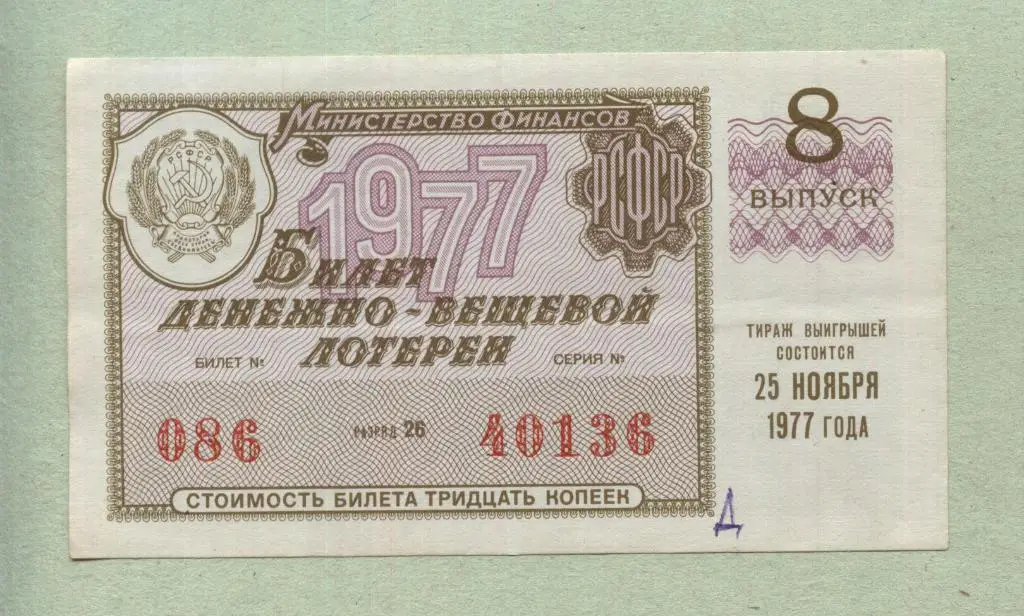 Министерство финансов
РСФСР
РСФСР
1977
Билет
денежно-вещевой
лотереи
БИЛЕТ №
СЕРИЯ №
086
РАЗРЯД 26
40136
СТОИМОСТЬ БИЛЕТА ТРИДЦАТЬ КОПЕЕК
8
ВЫПУСК
ТИРАЖ ВЫИГРЫШЕЙ
СОСТОИТСЯ
25 НОЯБРЯ
1977 ГОДА
Д